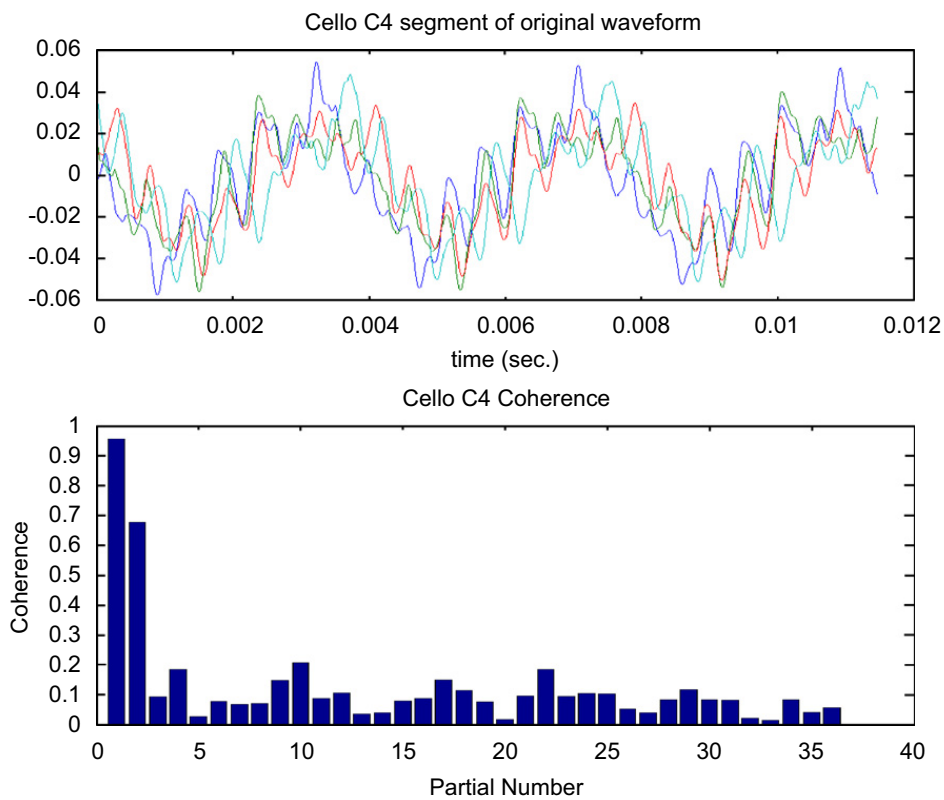 Cello C4 segment of original waveform
0.06
0.04
0.02
0
-0.02
-0.04
-0.06
0 0.002 0.004 0.006 0.008 0.01 0.012
time (sec.)
Cello C4 Coherence
Coherence
1
0.9
0.8
0.7
0.6
0.5
0.4
0.3
0.2
0.1
0
0 5 10 15 20 25 30 35 40
Partial Number